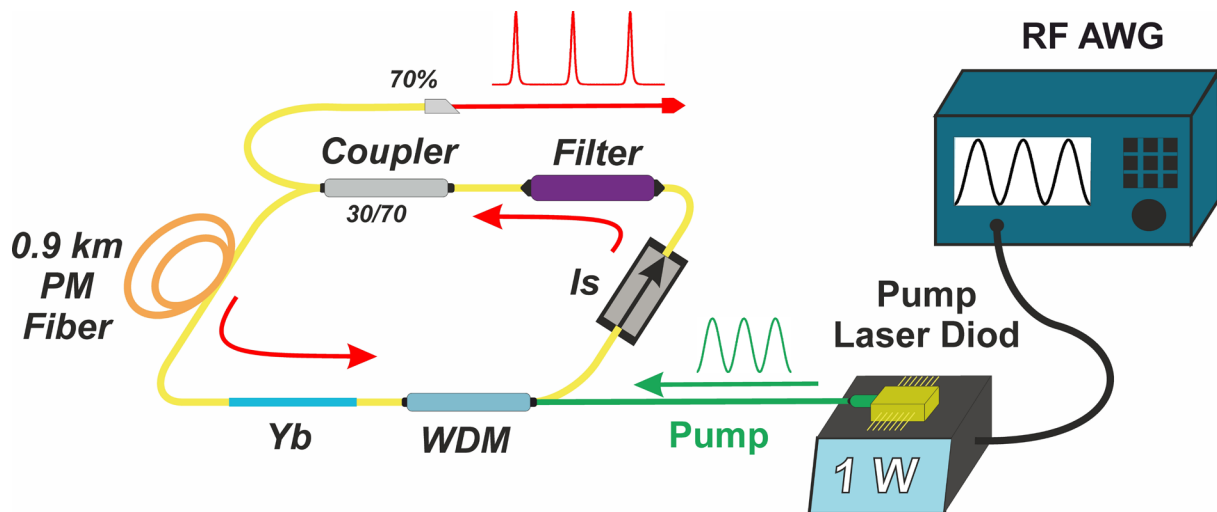 RF AWG
70%
Coupler
Filter
30/70
0.9 km
PM
Fiber
Is
Pump
Laser Diod
Yb
WDM
Pump
1 W